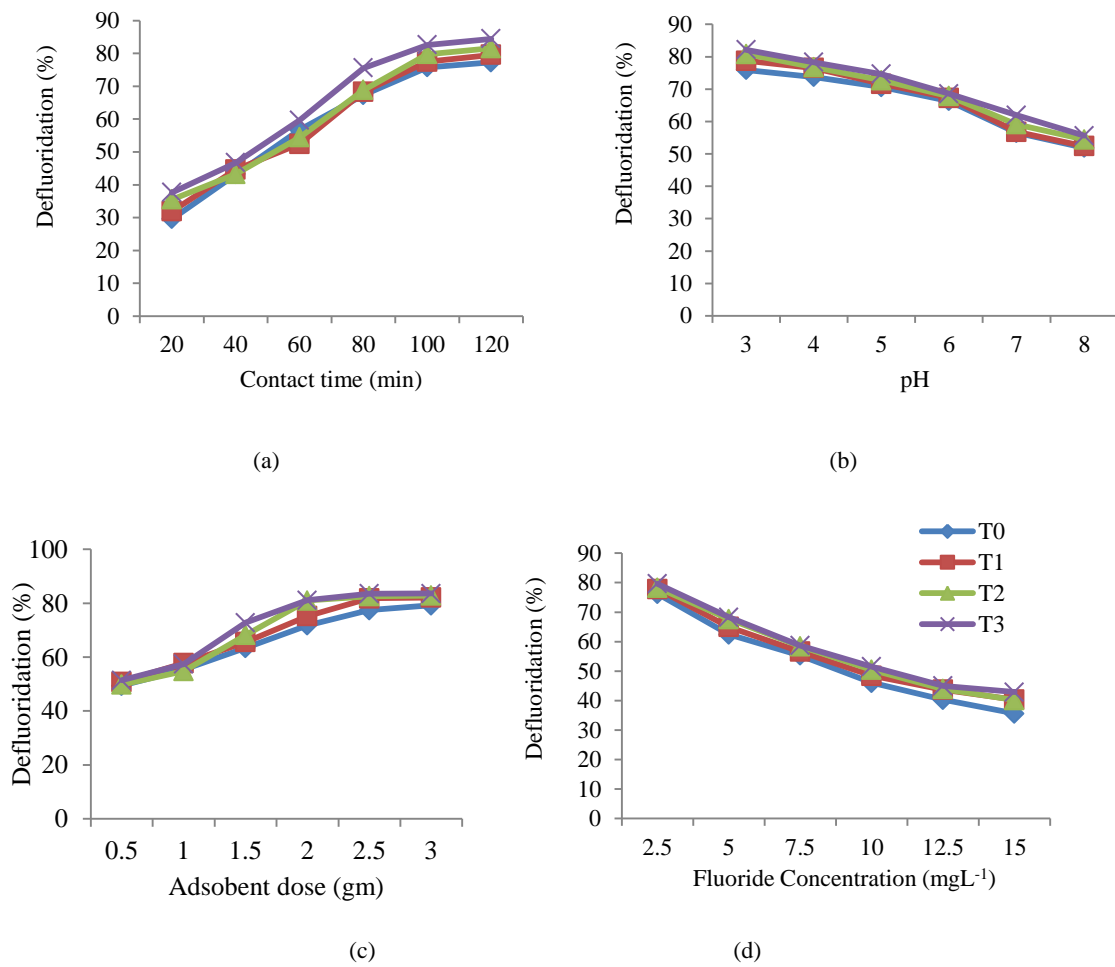 90
80
70
60
50
40
30
20
10
0
Defluoridation (%)
20 40 60 80 100 120
Contact time (min)
(a)
90
80
70
60
50
40
30
20
10
0
Defluoridation (%)
3 4 5 6 7 8
pH
(b)
100
80
60
40
20
0
Defluoridation (%)
0.5 1 1.5 2 2.5 3
Adsobent dose (gm)
(c)
90
80
70
60
50
40
30
20
10
0
Defluoridation (%)
2.5 5 7.5 10 12.5 15
Fluoride Concentration (mgL-1)
T0
T1
T2
T3
(d)